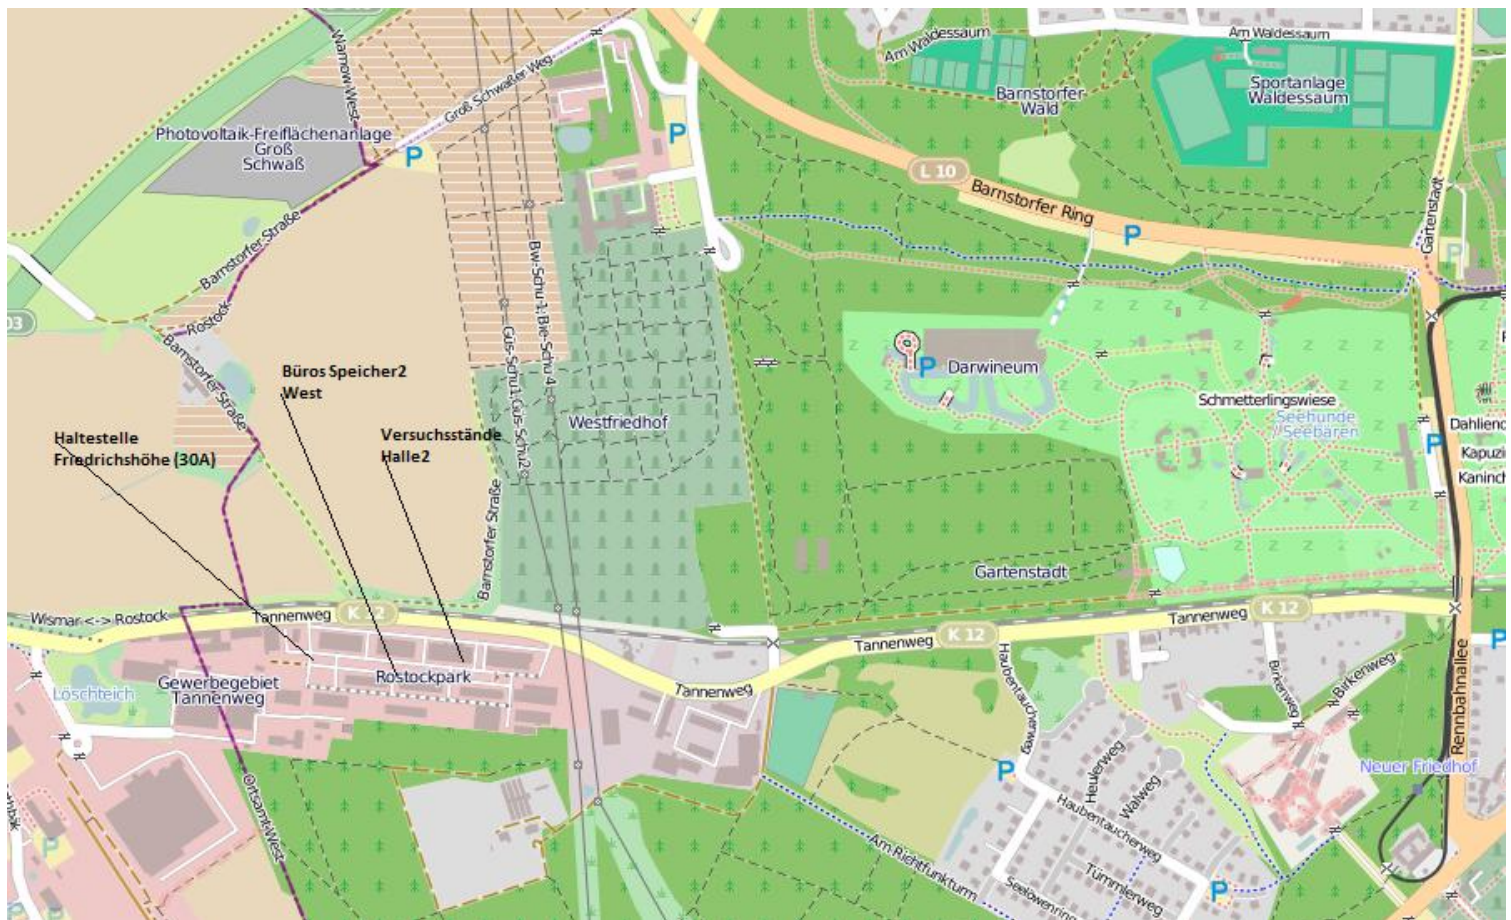 Warnow West
Groß Schwaßer Weg
Am Waldessaum
Am Waldessaum
Barnstorfer
Wald
Sportanlage
Waldessaum
Photovoltaik-Freiflächenanlage
Groß
Schwaß
P
P
L 10
Barnstorfer Ring
Gartenstadt
P
P
Barnstorfer Straße
Rostock
03
Barnstorfer Straße
Bw-Schu 1;Bie-Schu 4
Güs-Schu1;Güs-Schu2
Büros Speicher2
West
P
Darwineum
Schmetterlingswiese
Seehunde
/ Seebären
Westfriedhof
Versuchsstände
Halle2
Haltestelle
Friedrichshöhe (30A)
P
Kaninch
Barnstorfer Straße
Gartenstadt
Wismar <-> Rostock
Tannenweg
Tannenweg
K 12
Tannenweg
K 12
P
Löschteich
Gewerbegebiet
Tannenweg
Rostockpark
Tannenweg
Haubentaucherweg
Birkenweg
Birkenweg
Rennbahnallee
Neuer Friedhof
P
Heulerweg
Walweg
Haubentaucherweg
Ortsamt West
P
Am Richtfunkturm
Seelöwenring
Tümmlerweg
P